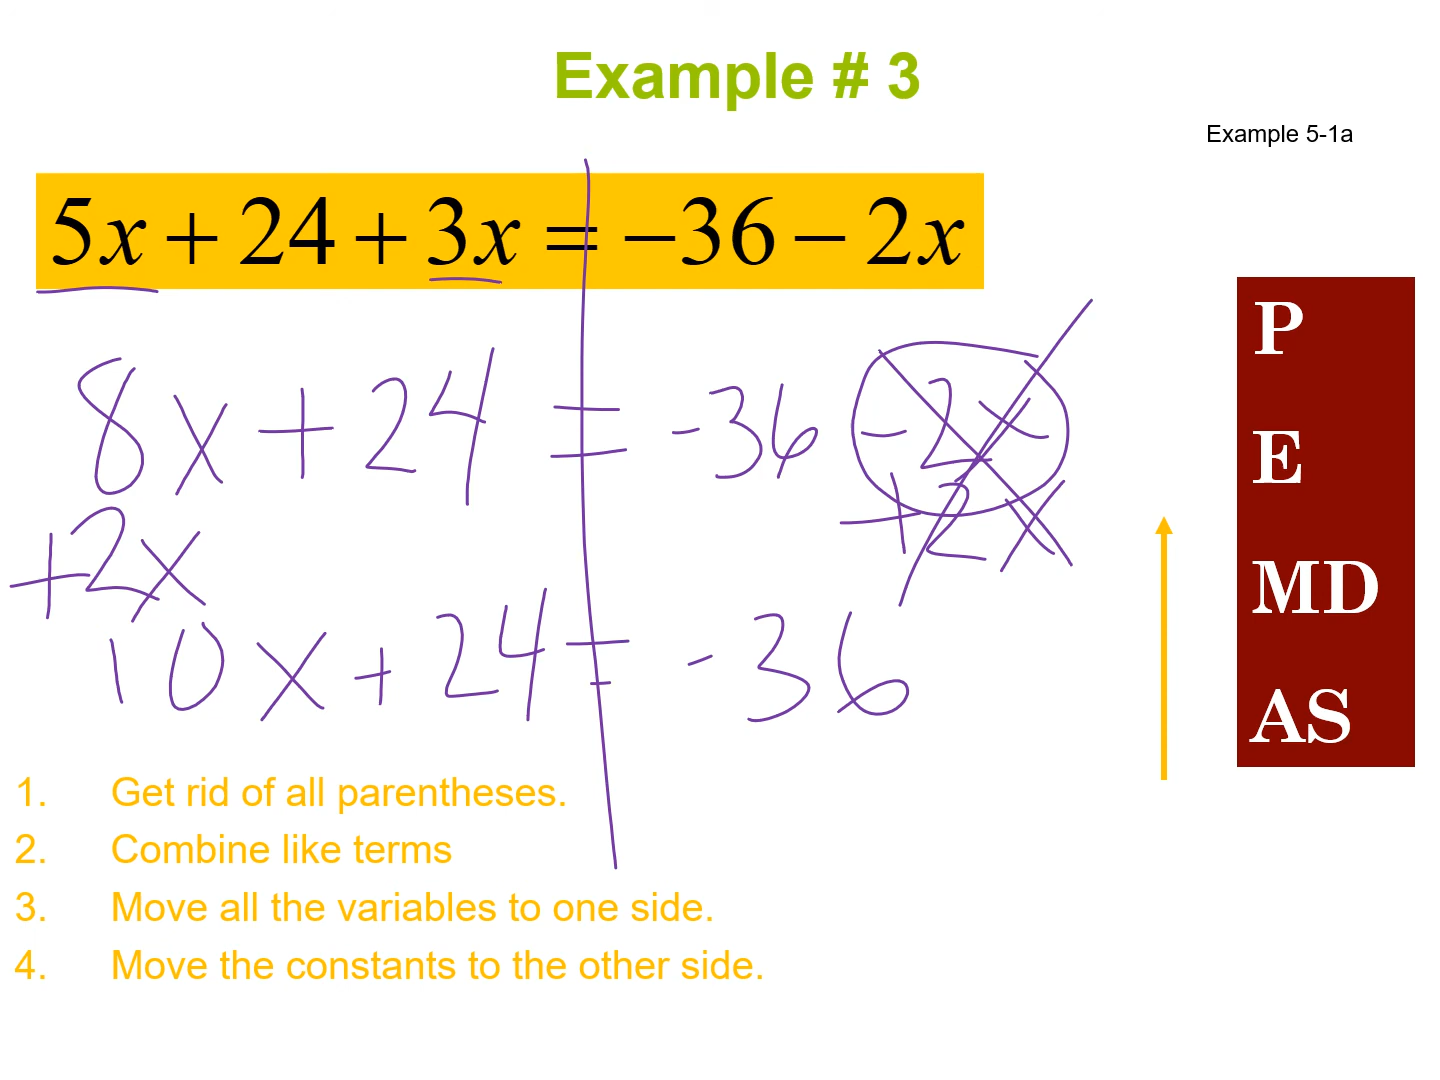 Example # 3
Example 5-1a
5x + 24 + 3x = −36 − 2x
8x + 24 = -36 - 2x
+2x +2x
10x + 24 = -36
P
E
MD
AS
1. Get rid of all parentheses.
2. Combine like terms
3. Move all the variables to one side.
4. Move the constants to the other side.